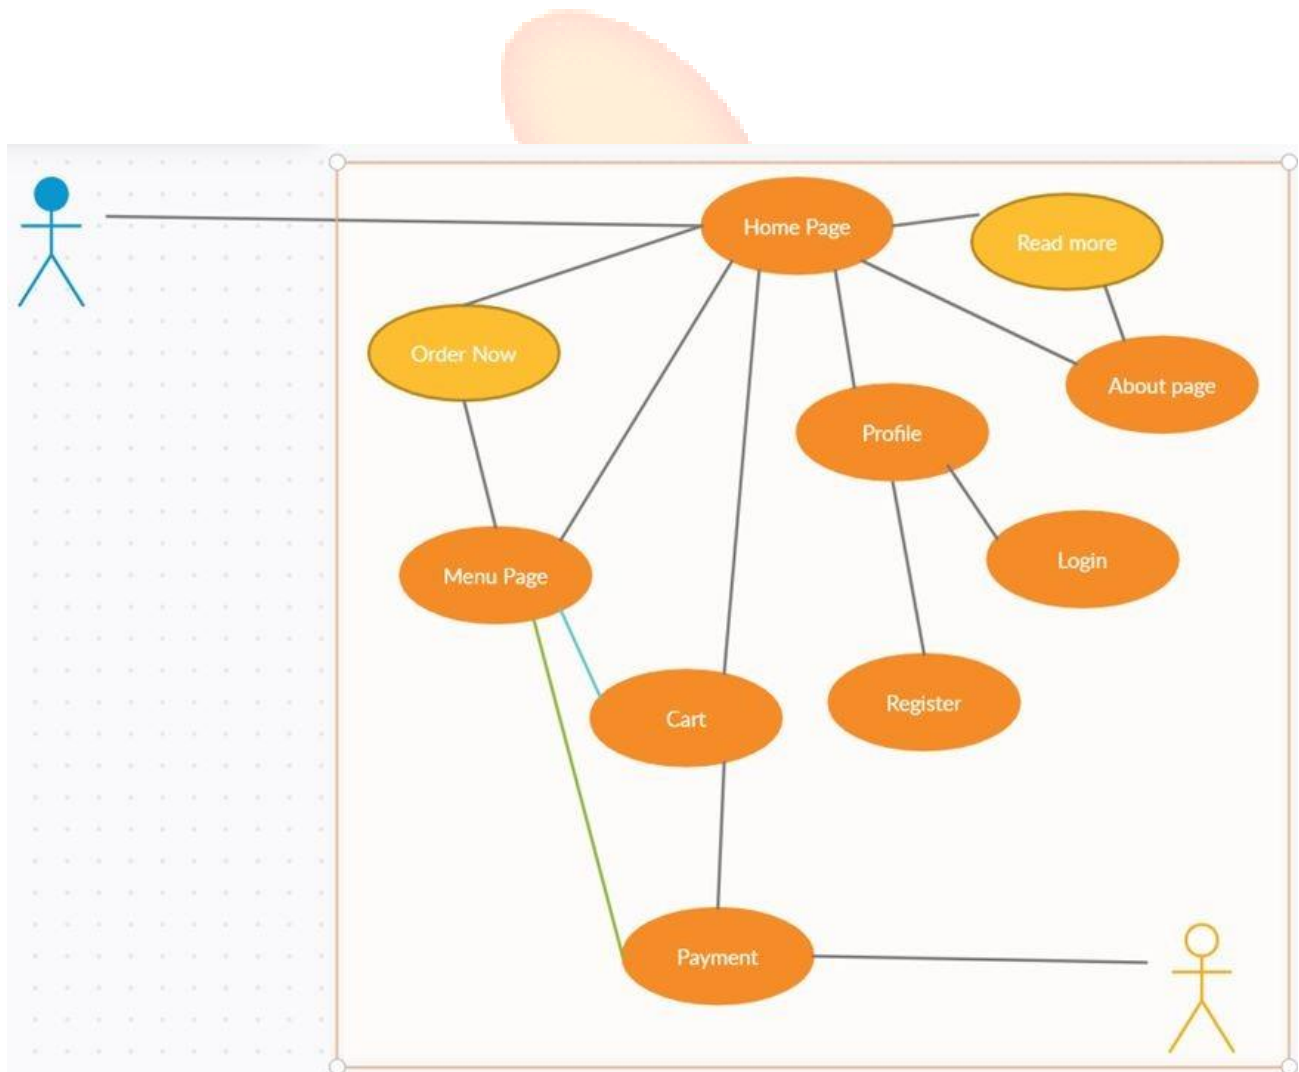 Home Page
Read more
Order Now
About page
Profile
Login
Menu Page
Register
Cart
Payment